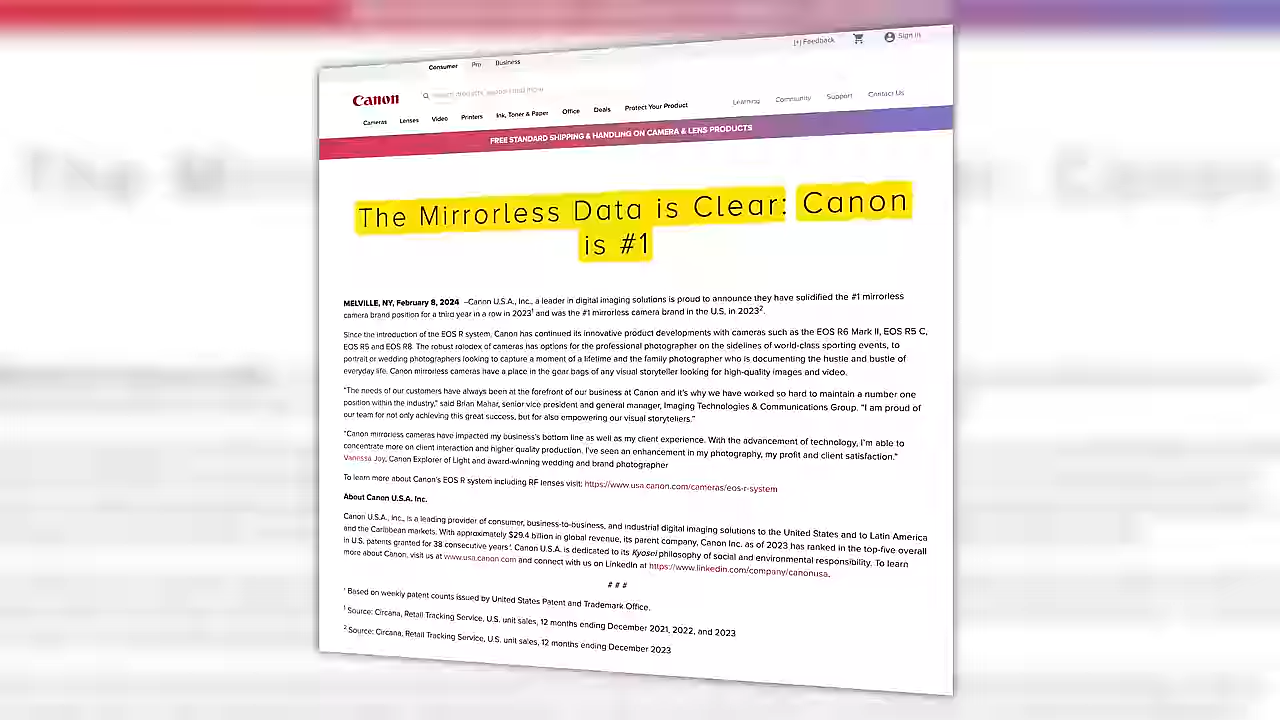 [+] Feedback
Sign In
Consumer Pro Business
Canon
Search products, support and more
Cameras Lenses Video Printers Ink, Toner & Paper Office Deals Protect Your Product Learning Community Support Contact Us
FREE STANDARD SHIPPING & HANDLING ON CAMERA & LENS PRODUCTS
The Mirrorless Data is Clear: Canon
is #1
MELVILLE, NY, February 8, 2024 –Canon U.S.A., Inc., a leader in digital imaging solutions is proud to announce they have solidified the #1 mirrorless
camera brand position for a third year in a row in 2023¹ and was the #1 mirrorless camera brand in the U.S. in 2023².
Since the introduction of the EOS R system, Canon has continued its innovative product developments with cameras such as the EOS R6 Mark II, EOS R5 C,
EOS R5 and EOS R8. The robust rolodex of cameras has options for the professional photographer on the sidelines of world-class sporting events, to
portrait or wedding photographers looking to capture a moment of a lifetime and the family photographer who is documenting the hustle and bustle of
everyday life. Canon mirrorless cameras have a place in the gear bags of any visual storyteller looking for high-quality images and video.
"The needs of our customers have always been at the forefront of our business at Canon and it's why we have worked so hard to maintain a number one
position within the industry," said Brian Mahar, senior vice president and general manager, Imaging Technologies & Communications Group. "I am proud of
our team for not only achieving this great success, but for also empowering our visual storytellers."
"Canon mirrorless cameras have impacted my business's bottom line as well as my client experience. With the advancement of technology, I'm able to
concentrate more on client interaction and higher quality production. I've seen an enhancement in my photography, my profit and client satisfaction."
Vanessa Joy, Canon Explorer of Light and award-winning wedding and brand photographer
To learn more about Canon's EOS R system including RF lenses visit: https://www.usa.canon.com/cameras/eos-r-system
About Canon U.S.A. Inc.
Canon U.S.A., Inc., is a leading provider of consumer, business-to-business, and industrial digital imaging solutions to the United States and to Latin America
and the Caribbean markets. With approximately $29.4 billion in global revenue, its parent company, Canon Inc. as of 2023 has ranked in the top-five overall
in U.S. patents granted for 38 consecutive years*. Canon U.S.A. is dedicated to its Kyosei philosophy of social and environmental responsibility. To learn
more about Canon, visit us at www.usa.canon.com and connect with us on LinkedIn at https://www.linkedin.com/company/canonusa.
# # #
* Based on weekly patent counts issued by United States Patent and Trademark Office.
¹ Source: Circana, Retail Tracking Service, U.S. unit sales, 12 months ending December 2021, 2022, and 2023
² Source: Circana, Retail Tracking Service, U.S. unit sales, 12 months ending December 2023